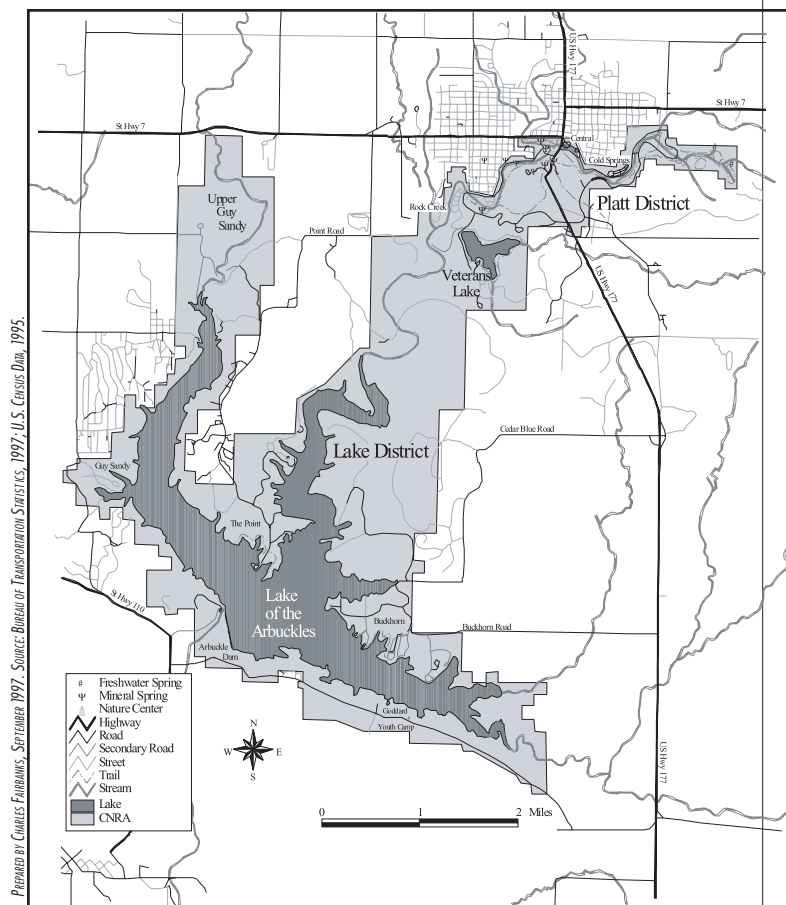 US Hwy 177
St Hwy 7
St Hwy 7
Central
Cold Springs
Upper
Guy
Sandy
Rock Creek
Platt District
Point Road
Veterans
Lake
US Hwy 177
Cedar Blue Road
Lake District
Guy Sandy
The Point
St Hwy 110
Lake
of the
Arbuckles
Buckhorn
Buckhorn Road
Arbuckle
Dam
Goddard
Youth Camp
US Hwy 177
# Freshwater Spring
Ψ Mineral Spring
Nature Center
Highway
Road
Secondary Road
Street
Trail
Stream
Lake
CNRA
N
W E
S
0 1 2 Miles
PREPARED BY CHARLES FAIRBANKS, SEPTEMBER 1997. SOURCE: BUREAU OF TRANSPORTATION STATISTICS, 1997; U.S. CENSUS DATA, 1995.